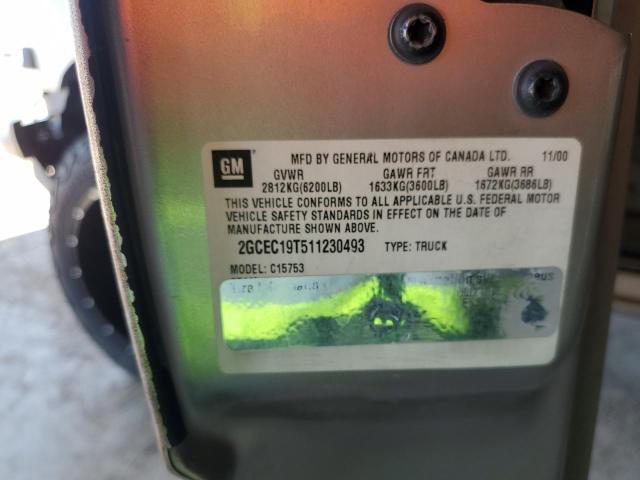 GM
MFD BY GENERAL MOTORS OF CANADA LTD. 11/00
GVWR GAWR FRT GAWR RR
2812KG(6200LB) 1633KG(3600LB) 1672KG(3686LB)
THIS VEHICLE CONFORMS TO ALL APPLICABLE U.S. FEDERAL MOTOR
VEHICLE SAFETY STANDARDS IN EFFECT ON THE DATE OF
MANUFACTURE SHOWN ABOVE.
2GCEC19T511230493 TYPE: TRUCK
MODEL: C15753